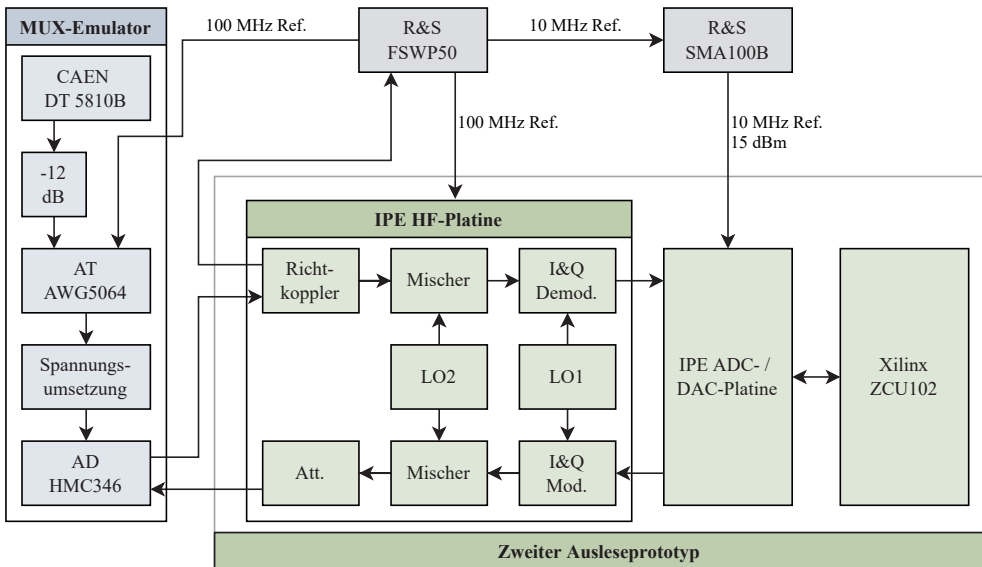 MUX-Emulator
CAEN
DT 5810B
-12
dB
AT
AWG5064
Spannungs-
umsetzung
AD
HMC346
100 MHz Ref.
R&S
FSWP50
10 MHz Ref.
R&S
SMA100B
100 MHz Ref.
10 MHz Ref.
15 dBm
IPE HF-Platine
Richt-
koppler
Mischer
I&Q
Demod.
LO2
LO1
Att.
Mischer
I&Q
Mod.
IPE ADC- /
DAC-Platine
Xilinx
ZCU102
Zweiter Ausleseprototyp